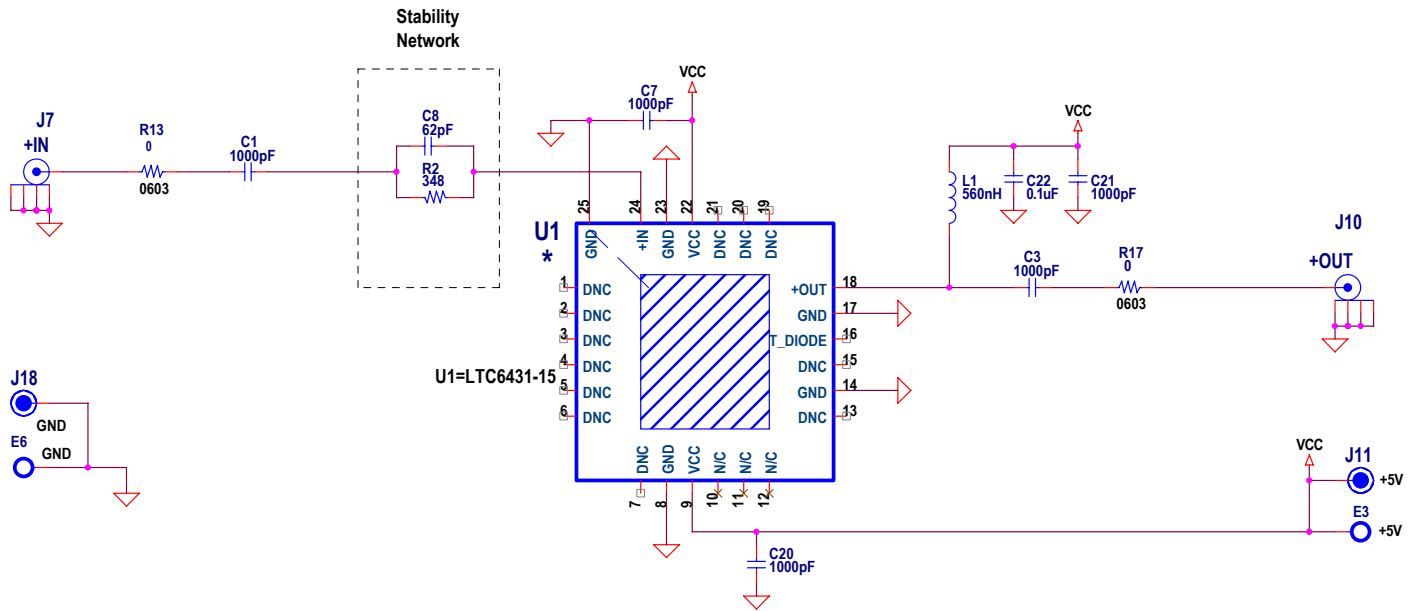 Stability
Network
J7
+IN
R13
0
0603
C1
1000pF
C8
62pF
R2
348
C7
1000pF
VCC
25
24
23
22
21
20
19
GND
+IN
GND
VCC
DNC
DNC
DNC
U1
*
1 DNC
2 DNC
3 DNC
4 DNC
5 DNC
6 DNC
U1=LTC6431-15
+OUT 18
GND 17
T_DIODE 16
DNC 15
GND 14
DNC 13
DNC
GND
VCC
N/C
N/C
N/C
7
8
9
10
11
12
VCC
L1
560nH
C22
0.1uF
C21
1000pF
C3
1000pF
R17
0
0603
J10
+OUT
J18
GND
E6
GND
C20
1000pF
VCC
J11
+5V
E3
+5V